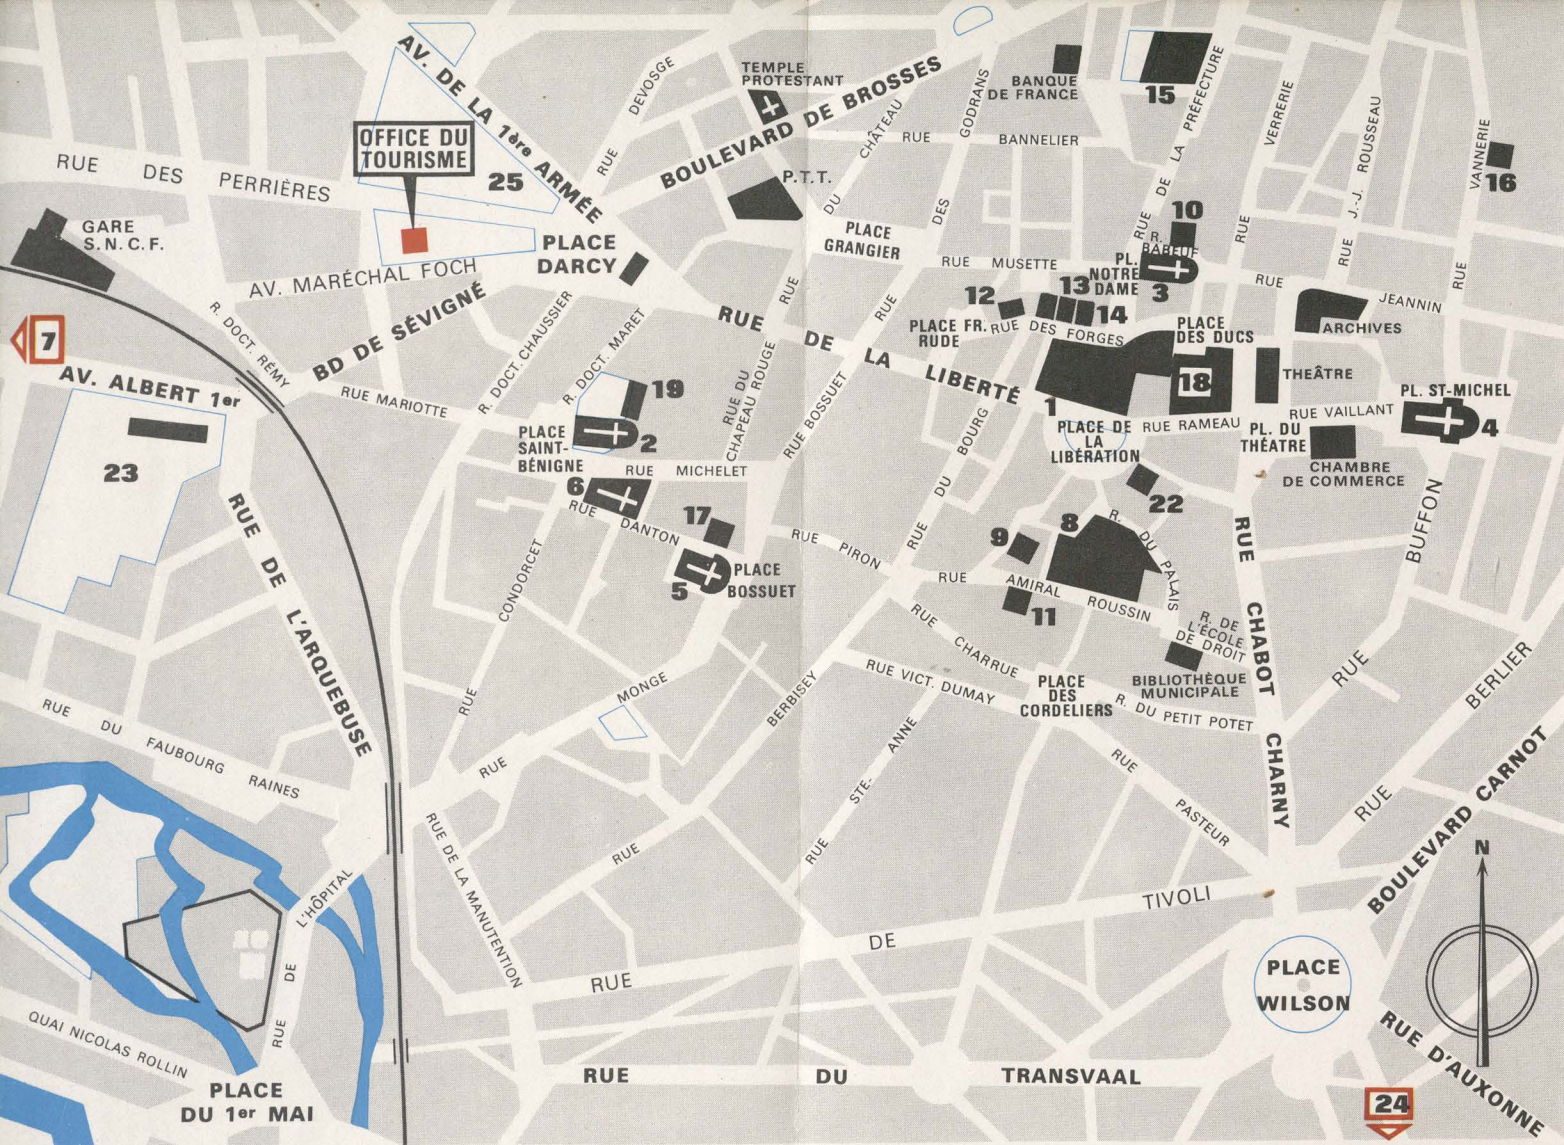 AV. DE LA 1ère ARMÉE
RUE DEVOSGE
TEMPLE
PROTESTANT
BOULEVARD DE BROSSES
BANQUE
DE FRANCE
15
RUE DE LA PRÉFECTURE
RUE VERRERIE
RUE J.-J. ROUSSEAU
RUE VANNERIE
16
OFFICE DU
TOURISME
25
RUE DES PERRIÈRES
GARE
S.N.C.F.
P.T.T.
RUE DU CHÂTEAU
RUE DES GODRANS
RUE BANNELIER
PLACE
GRANGIER
PLACE
DARCY
AV. MARÉCHAL FOCH
BD DE SÉVIGNÉ
R. DOCT. RÉMY
7
AV. ALBERT 1er
23
RUE MARIOTTE
R. DOCT. CHAUSSIER
R. DOCT. MARET
RUE DE LA LIBERTÉ
RUE DU
CHAPEAU ROUGE
RUE BOSSUET
RUE MUSETTE
10
R.
BABEUF
PL.
NOTRE
DAME
3
12
13
14
PLACE FR.
RUDE
RUE DES FORGES
PLACE
DES DUCS
RUE JEANNIN
ARCHIVES
18
THEÂTRE
1
PLACE DE
LA
LIBÉRATION
RUE RAMEAU
RUE VAILLANT
PL. ST-MICHEL
4
PL. DU
THÉATRE
CHAMBRE
DE COMMERCE
19
2
PLACE
SAINT-
BÉNIGNE
RUE MICHELET
6
RUE DANTON
17
5
PLACE
BOSSUET
RUE DU BOURG
22
8
9
11
R. DU PALAIS
RUE PIRON
RUE AMIRAL ROUSSIN
R. DE
L'ÉCOLE
DE DROIT
BIBLIOTHÈQUE
MUNICIPALE
RUE CHABOT CHARNY
RUE BUFFON
RUE DE L'ARQUEBUSE
RUE CONDORCET
RUE MONGE
RUE BERBISEY
RUE CHARRUE
RUE VICT. DUMAY
PLACE
DES
CORDELIERS
R. DU PETIT POTET
RUE STE-ANNE
RUE PASTEUR
RUE BERLIER
BOULEVARD CARNOT
RUE DU FAUBOURG RAINES
RUE DE L'HÔPITAL
RUE DE LA MANUTENTION
RUE DE TIVOLI
N
PLACE
WILSON
QUAI NICOLAS ROLLIN
PLACE
DU 1er MAI
RUE DU TRANSVAAL
RUE D'AUXONNE
24